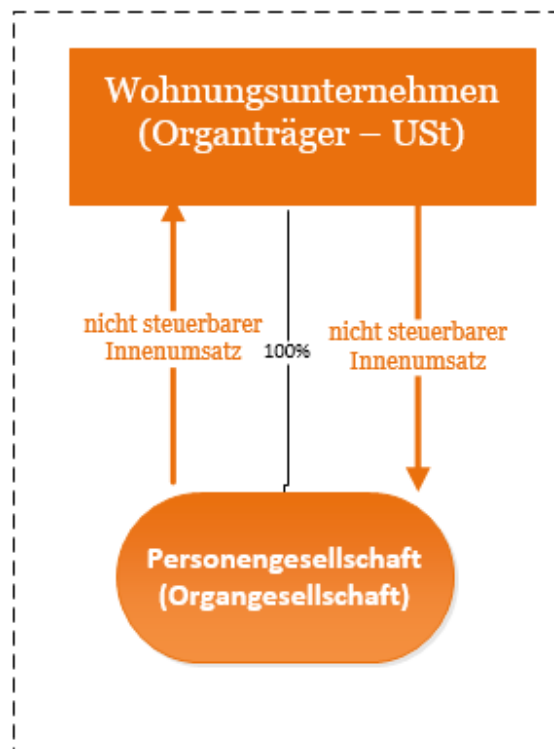 Wohnungsunternehmen
(Organträger – USt)
nicht steuerbarer
Innenumsatz
100%
nicht steuerbarer
Innenumsatz
Personengesellschaft
(Organgesellschaft)